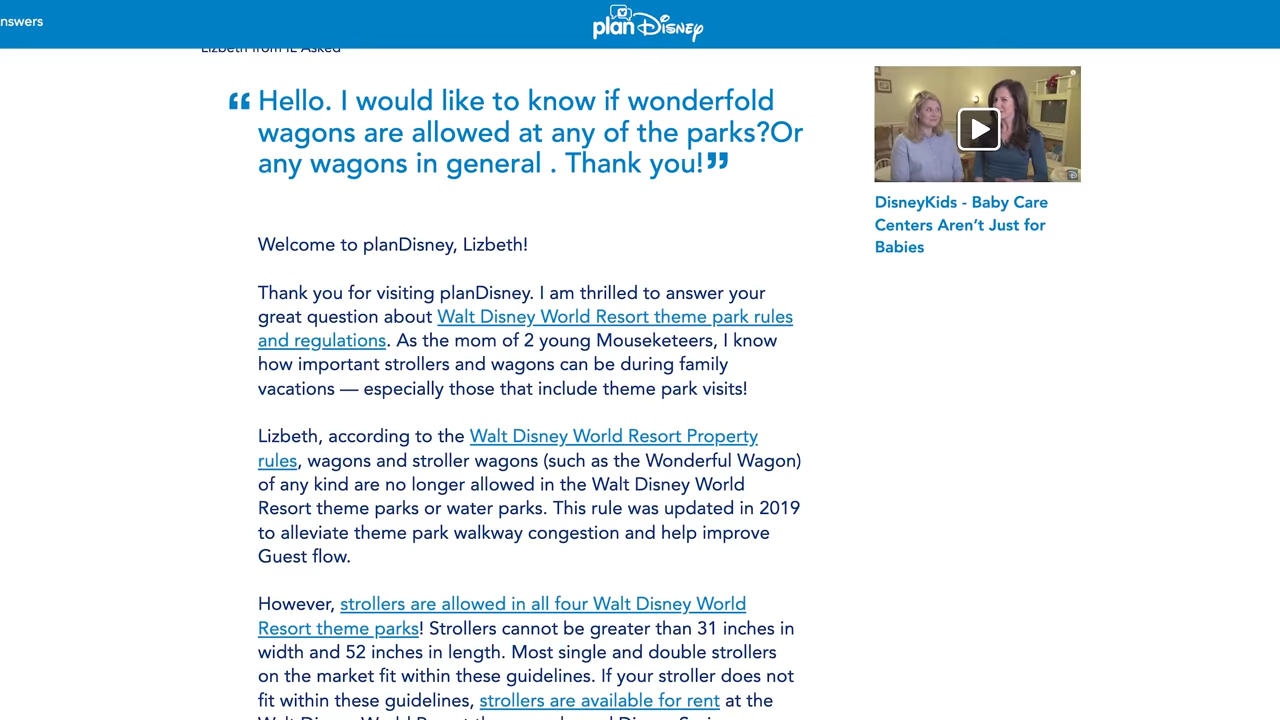 nswers
plan Disney
Lizbeth from IL Asked
“Hello. I would like to know if wonderfold
wagons are allowed at any of the parks?Or
any wagons in general . Thank you!”
Welcome to planDisney, Lizbeth!
Thank you for visiting planDisney. I am thrilled to answer your
great question about Walt Disney World Resort theme park rules
and regulations. As the mom of 2 young Mouseketeers, I know
how important strollers and wagons can be during family
vacations — especially those that include theme park visits!
Lizbeth, according to the Walt Disney World Resort Property
rules, wagons and stroller wagons (such as the Wonderful Wagon)
of any kind are no longer allowed in the Walt Disney World
Resort theme parks or water parks. This rule was updated in 2019
to alleviate theme park walkway congestion and help improve
Guest flow.
However, strollers are allowed in all four Walt Disney World
Resort theme parks! Strollers cannot be greater than 31 inches in
width and 52 inches in length. Most single and double strollers
on the market fit within these guidelines. If your stroller does not
fit within these guidelines, strollers are available for rent at the
DisneyKids - Baby Care
Centers Aren’t Just for
Babies